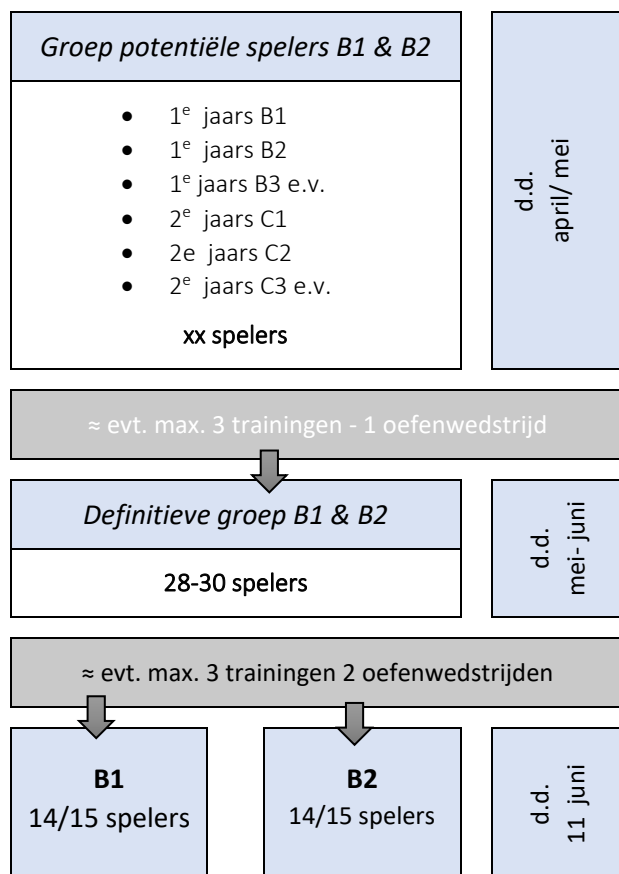 Groep potentiële spelers B1 & B2
• 1e jaars B1
• 1e jaars B2
• 1e jaars B3 e.v.
• 2e jaars C1
• 2e jaars C2
• 2e jaars C3 e.v.
xx spelers
d.d.
april/ mei
≈ evt. max. 3 trainingen - 1 oefenwedstrijd
Definitieve groep B1 & B2
28-30 spelers
d.d.
mei- juni
≈ evt. max. 3 trainingen 2 oefenwedstrijden
B1
14/15 spelers
B2
14/15 spelers
d.d.
11 juni